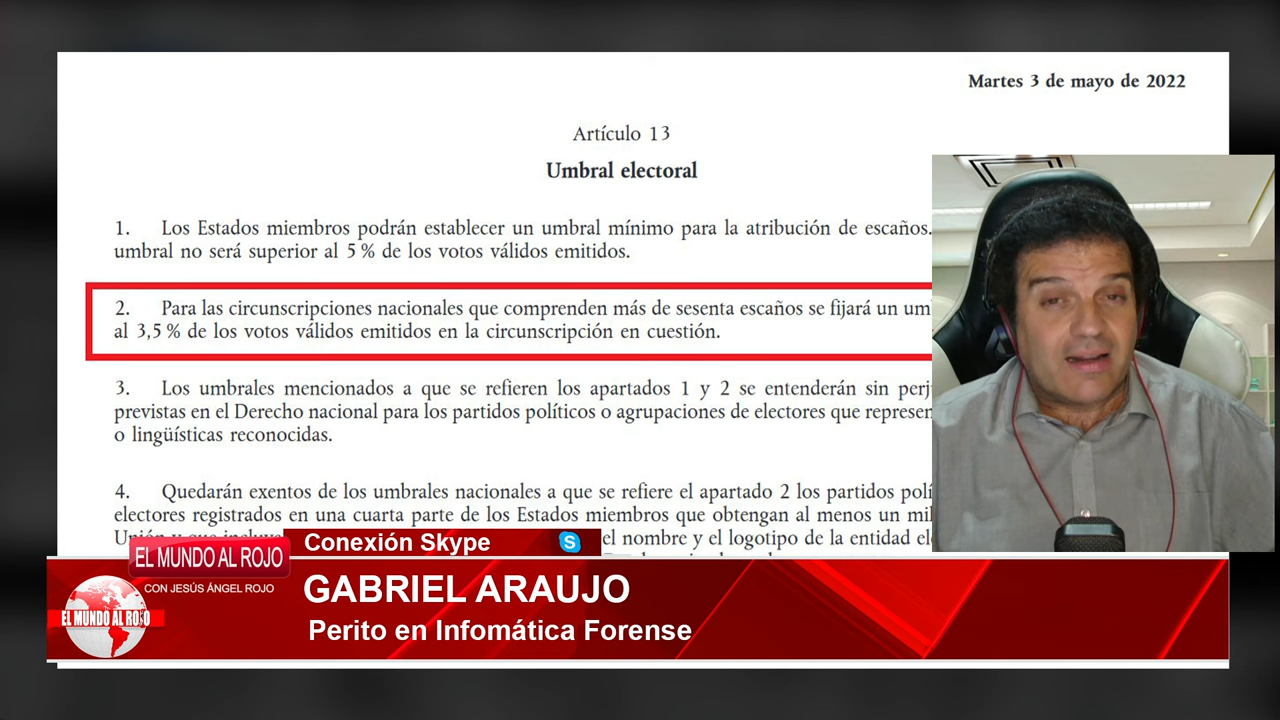 Martes 3 de mayo de 2022
Artículo 13
Umbral electoral
1. Los Estados miembros podrán establecer un umbral mínimo para la atribución de escaños.
umbral no será superior al 5 % de los votos válidos emitidos.
2. Para las circunscripciones nacionales que comprenden más de sesenta escaños se fijará un um
al 3,5 % de los votos válidos emitidos en la circunscripción en cuestión.
3. Los umbrales mencionados a que se refieren los apartados 1 y 2 se entenderán sin perj
previstas en el Derecho nacional para los partidos políticos o agrupaciones de electores que represen
o lingüísticas reconocidas.
4. Quedarán exentos de los umbrales nacionales a que se refiere el apartado 2 los partidos polí
electores registrados en una cuarta parte de los Estados miembros que obtengan al menos un mil
el nombre y el logotipo de la entidad ele
Conexión Skype
EL MUNDO AL ROJO
CON JESÚS ÁNGEL ROJO
EL MUNDO AL ROJO
GABRIEL ARAUJO
Perito en Infomática Forense